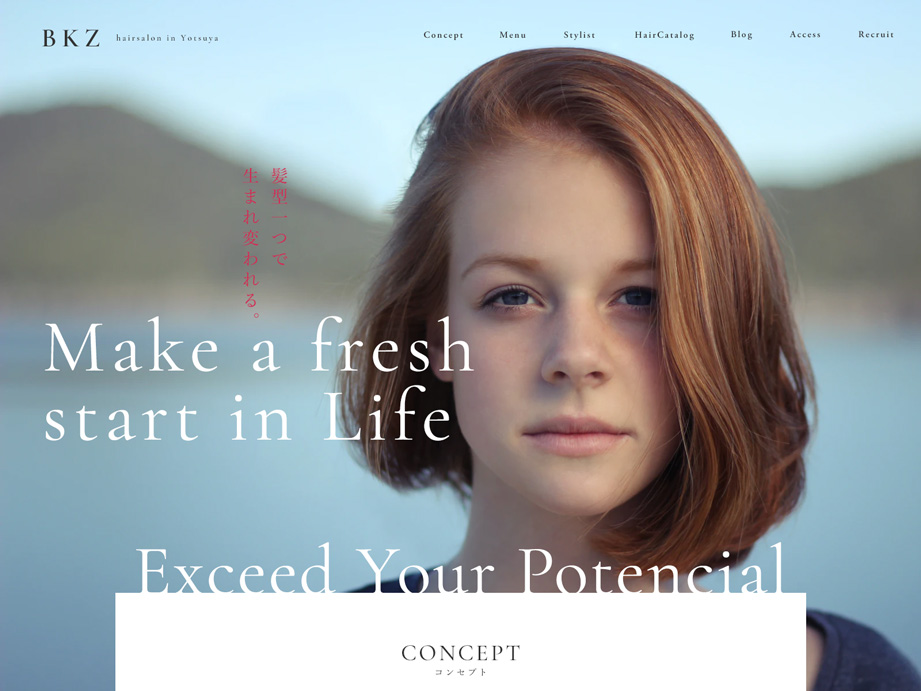 BKZ hairsalon in Yotsuya
Concept Menu Stylist HairCatalog Blog Access Recruit
髪型一つで
生まれ変われる。
Make a fresh
start in Life
Exceed Your Potencial
CONCEPT
コンセプト